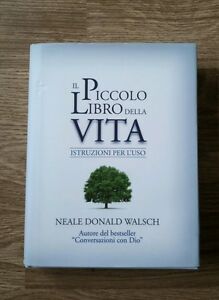 IL PICCOLO
LIBRO DELLA
VITA
ISTRUZIONI PER L'USO
NEALE DONALD WALSCH
Autore del bestseller
"Conversazioni con Dio"